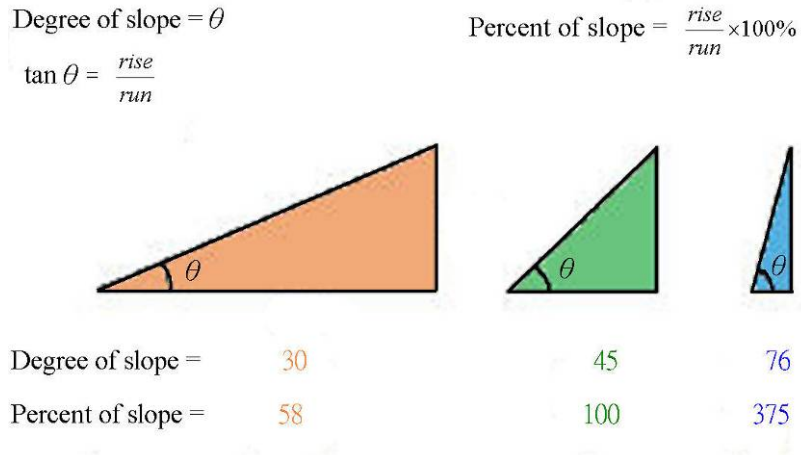 Degree of slope = θ
tan θ = rise/run
Percent of slope = rise/run ×100%
θ θ θ
Degree of slope = 30 45 76
Percent of slope = 58 100 375